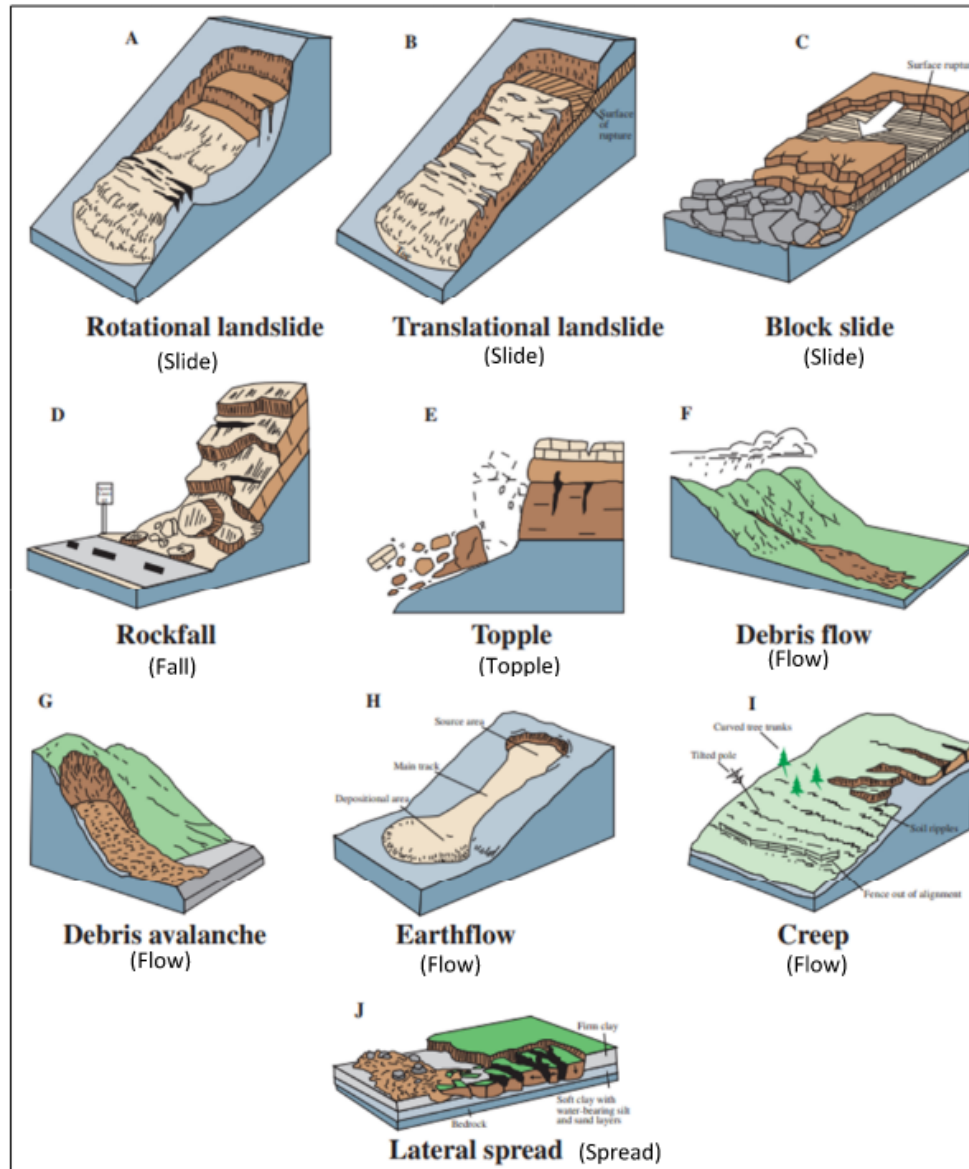 A
B
C
Surface
of
rupture
Surface rupture
Toe
Rotational landslide
Translational landslide
Block slide
(Slide)
(Slide)
(Slide)
D
E
F
Rockfall
Topple
Debris flow
(Fall)
(Topple)
(Flow)
G
H
I
Source area
Main track
Depositional area
Curved tree trunks
Tilted pole
Soil ripples
Fence out of alignment
Debris avalanche
Earthflow
Creep
(Flow)
(Flow)
(Flow)
J
Firm clay
Soft clay with
water-bearing silt
and sand layers
Bedrock
Lateral spread (Spread)